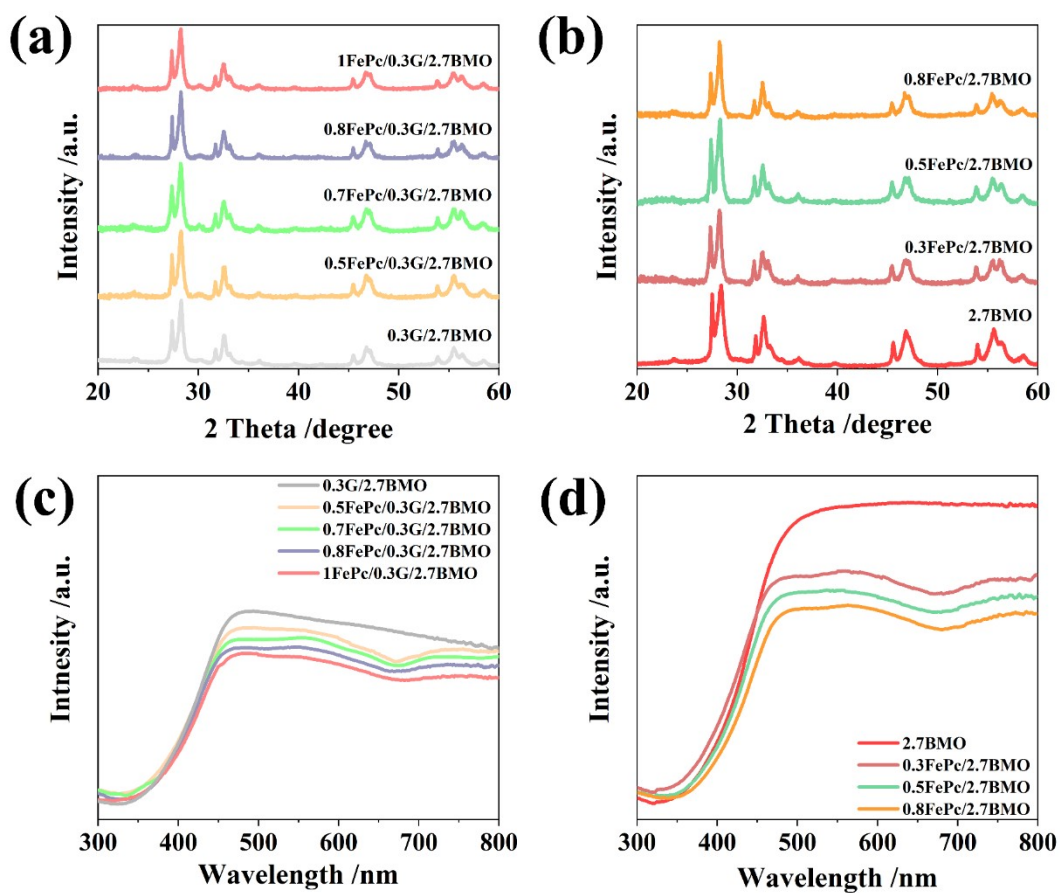 (a)
1FePc/0.3G/2.7BMO
0.8FePc/0.3G/2.7BMO
0.7FePc/0.3G/2.7BMO
0.5FePc/0.3G/2.7BMO
0.3G/2.7BMO
Intensity /a.u.
20 30 40 50 60
2 Theta /degree
(b)
0.8FePc/2.7BMO
0.5FePc/2.7BMO
0.3FePc/2.7BMO
2.7BMO
Intensity /a.u.
20 30 40 50 60
2 Theta /degree
(c)
0.3G/2.7BMO
0.5FePc/0.3G/2.7BMO
0.7FePc/0.3G/2.7BMO
0.8FePc/0.3G/2.7BMO
1FePc/0.3G/2.7BMO
Intnesity /a.u.
300 400 500 600 700 800
Wavelength /nm
(d)
2.7BMO
0.3FePc/2.7BMO
0.5FePc/2.7BMO
0.8FePc/2.7BMO
Intensity /a.u.
300 400 500 600 700 800
Wavelength /nm